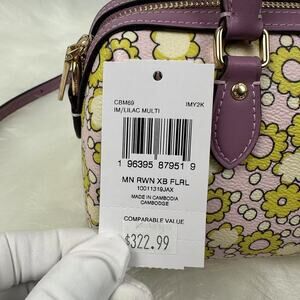 CBM69 IMY2K
IM/LILAC MULTI
1 96395 87951 9
MN RWN XB FLRL
10011319JAX
MADE IN CAMBODIA
CAMBODGE
COMPARABLE VALUE
$322.99